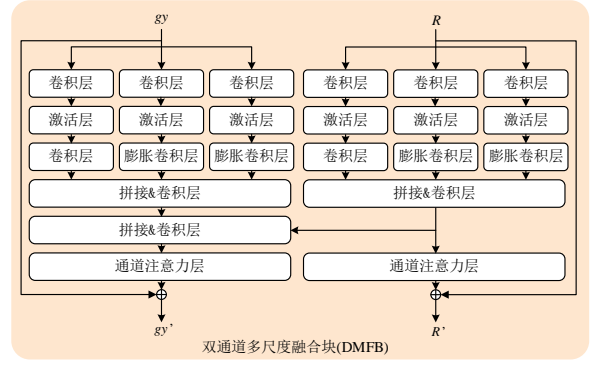 gy R
卷积层 卷积层 卷积层 卷积层 卷积层 卷积层
激活层 激活层 激活层 激活层 激活层 激活层
卷积层 膨胀卷积层 膨胀卷积层 卷积层 膨胀卷积层 膨胀卷积层
拼接&卷积层 拼接&卷积层
拼接&卷积层
通道注意力层 通道注意力层
gy’ R’
双通道多尺度融合块(DMFB)